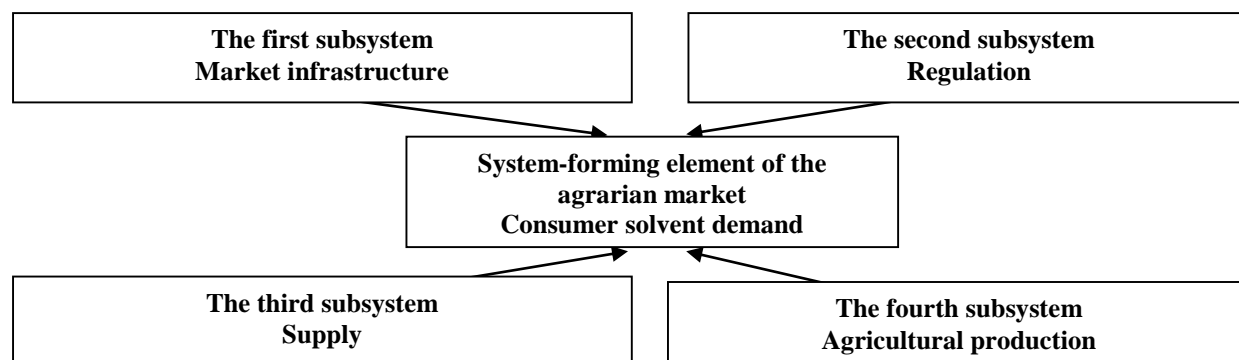 The first subsystem
Market infrastructure
The second subsystem
Regulation
System-forming element of the
agrarian market
Consumer solvent demand
The third subsystem
Supply
The fourth subsystem
Agricultural production